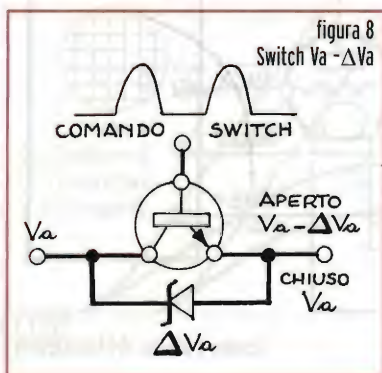 figura 8
Switch Va - ΔVa
COMANDO SWITCH
APERTO
Va - ΔVa
Va
CHIUSO
Va
ΔVa